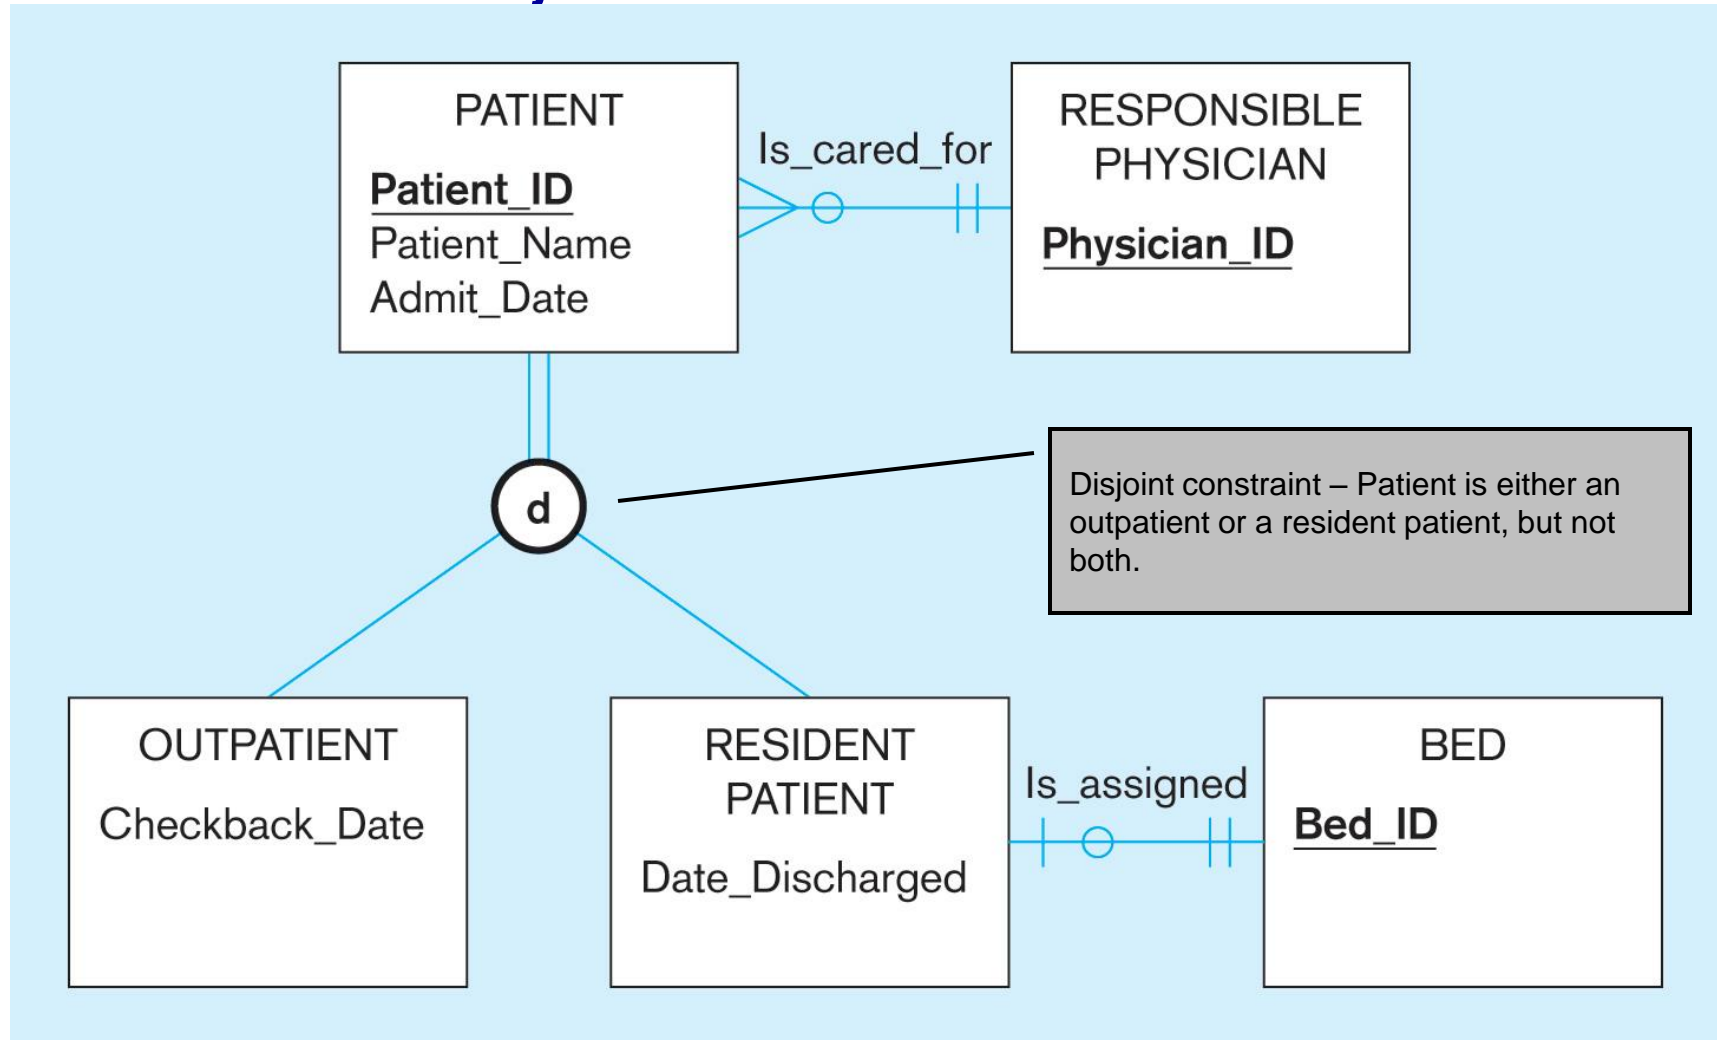 PATIENT
Patient_ID
Patient_Name
Admit_Date
Is_cared_for
RESPONSIBLE
PHYSICIAN
Physician_ID
d
Disjoint constraint – Patient is either an
outpatient or a resident patient, but not
both.
OUTPATIENT
Checkback_Date
RESIDENT
PATIENT
Date_Discharged
Is_assigned
BED
Bed_ID